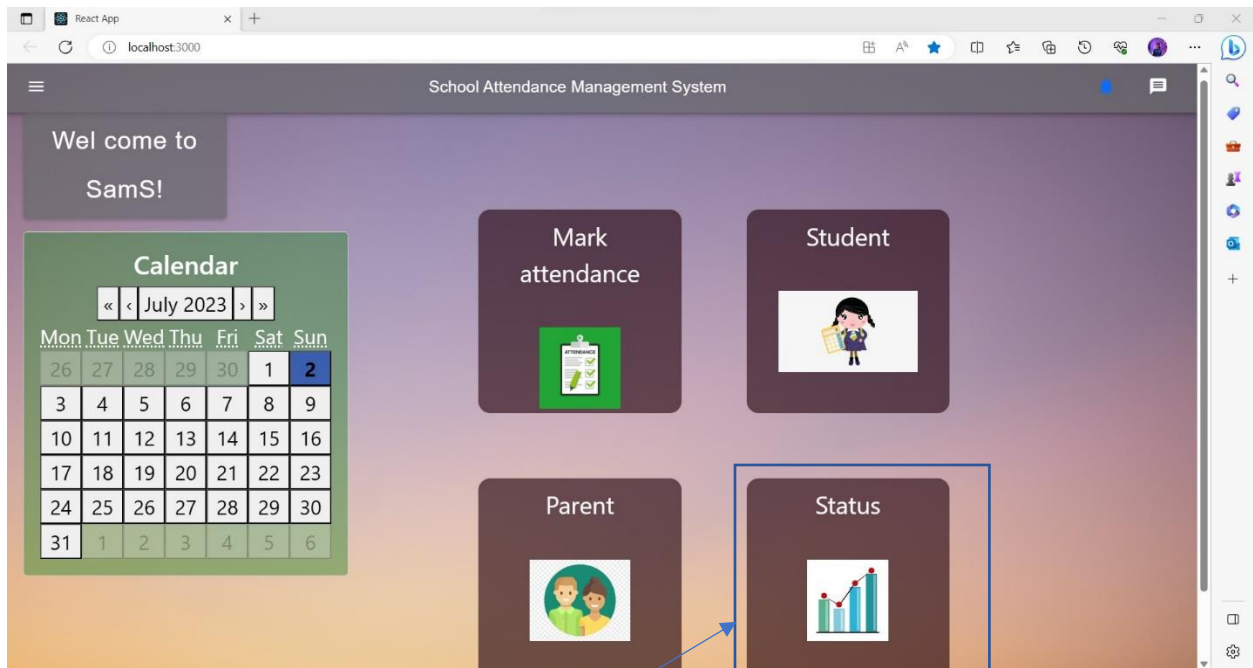 React App
localhost:3000
School Attendance Management System
Wel come to
SamS!
Calendar
« ‹ July 2023 › »
Mon Tue Wed Thu Fri Sat Sun
26 27 28 29 30 1 2
3 4 5 6 7 8 9
10 11 12 13 14 15 16
17 18 19 20 21 22 23
24 25 26 27 28 29 30
31 1 2 3 4 5 6
Mark
attendance
ATTENDANCE
Student
Parent
Status